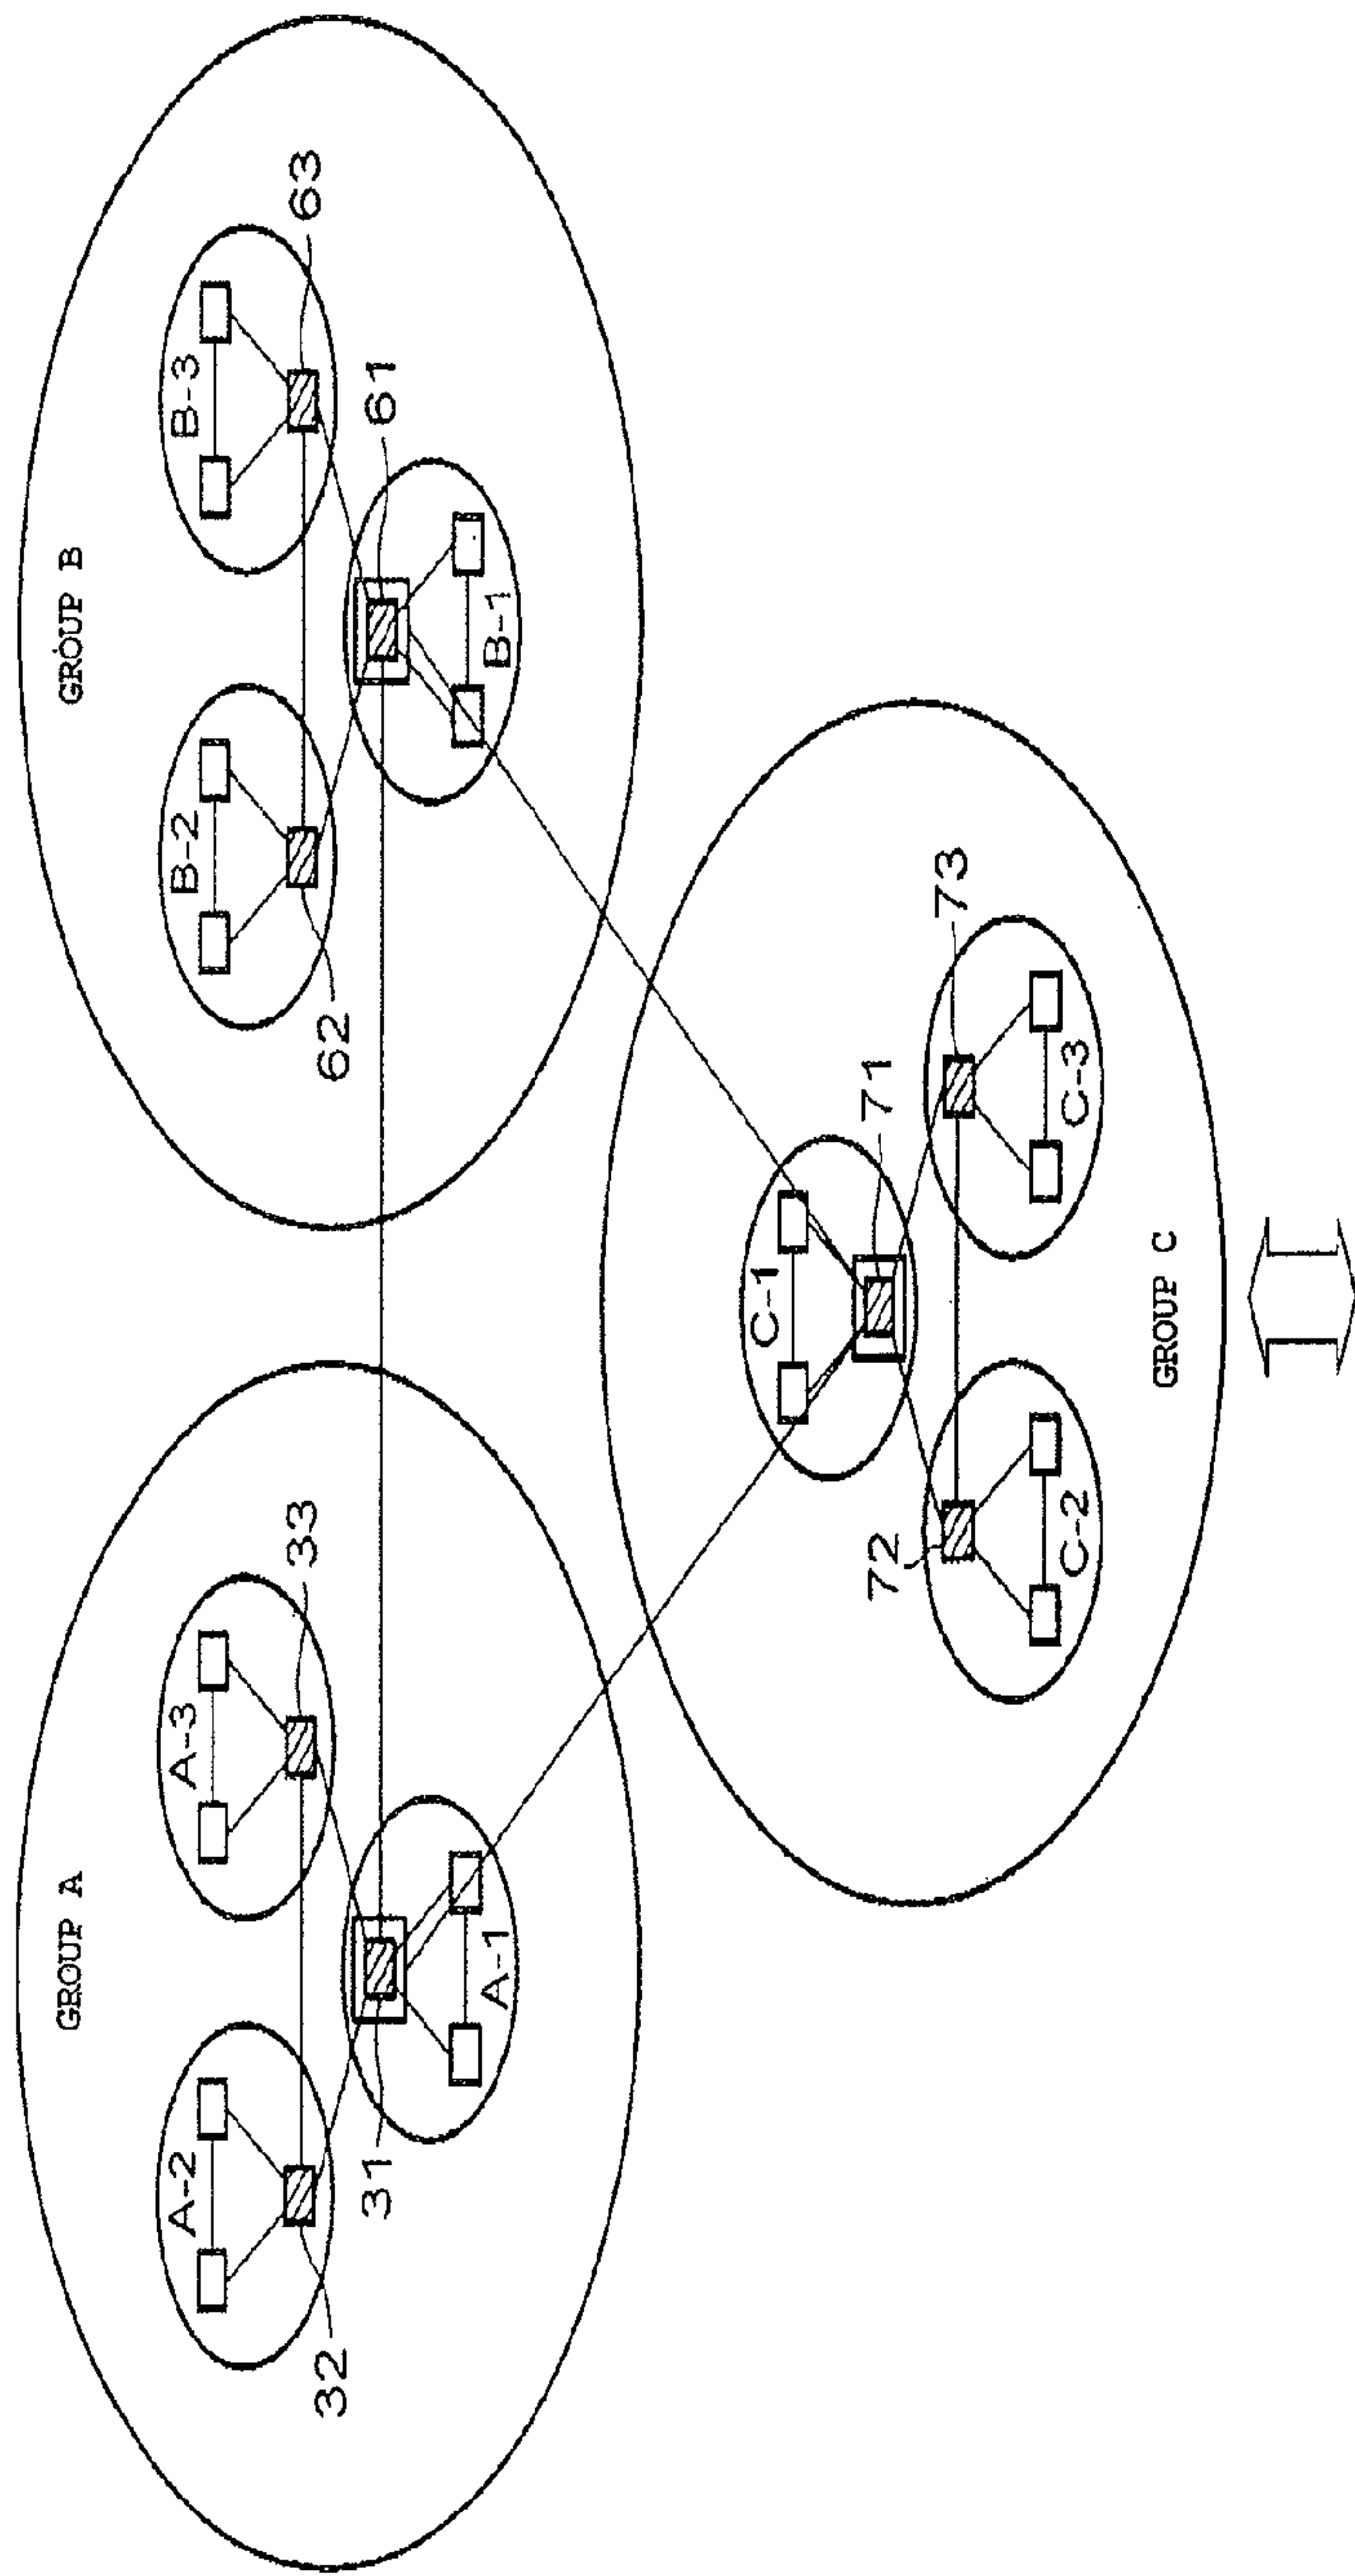 GROUP A
A-2
A-3
32
33
31
A-1
GROUP B
B-2
B-3
62
63
61
B-1
C-1
71
72
73
C-2
C-3
GROUP C